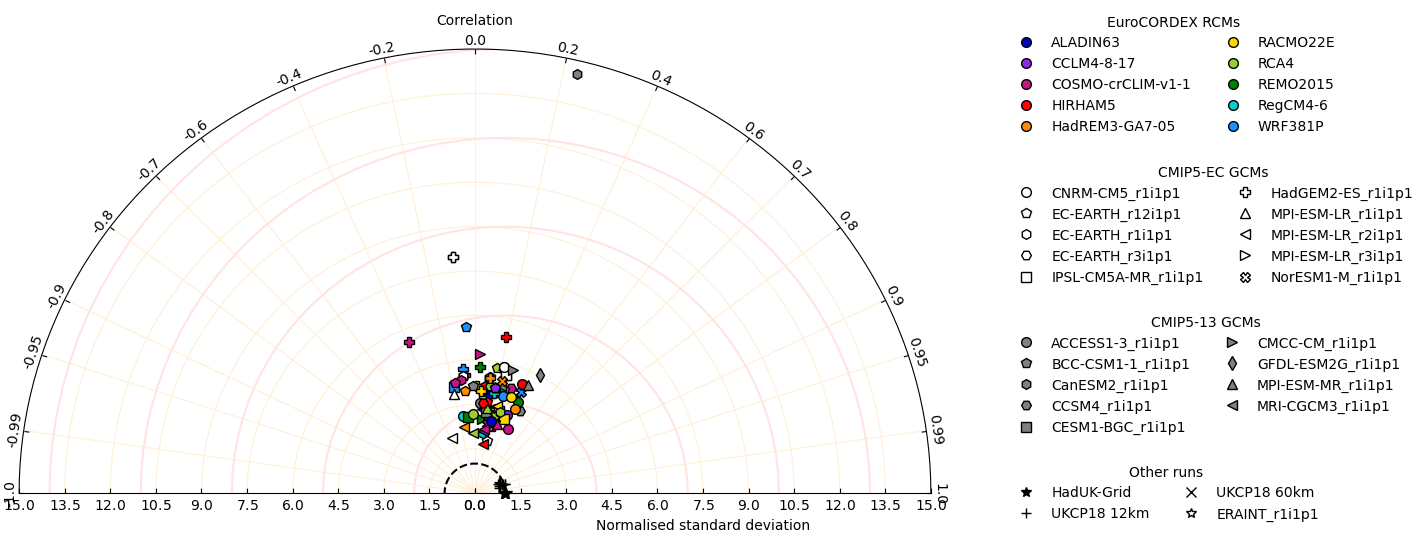 Correlation
0.0
-0.2
0.2
-0.4
0.4
-0.6
0.6
-0.7
0.7
-0.8
0.8
-0.9
0.9
-0.95
0.95
-0.99
0.99
-1.0
1.0
15.0 13.5 12.0 10.5 9.0 7.5 6.0 4.5 3.0 1.5 0.0 1.5 3.0 4.5 6.0 7.5 9.0 10.5 12.0 13.5 15.0
Normalised standard deviation
EuroCORDEX RCMs
ALADIN63 RACMO22E
CCLM4-8-17 RCA4
COSMO-crCLIM-v1-1 REMO2015
HIRHAM5 RegCM4-6
HadREM3-GA7-05 WRF381P
CMIP5-EC GCMs
CNRM-CM5_r1i1p1 HadGEM2-ES_r1i1p1
EC-EARTH_r12i1p1 MPI-ESM-LR_r1i1p1
EC-EARTH_r1i1p1 MPI-ESM-LR_r2i1p1
EC-EARTH_r3i1p1 MPI-ESM-LR_r3i1p1
IPSL-CM5A-MR_r1i1p1 NorESM1-M_r1i1p1
CMIP5-13 GCMs
ACCESS1-3_r1i1p1 CMCC-CM_r1i1p1
BCC-CSM1-1_r1i1p1 GFDL-ESM2G_r1i1p1
CanESM2_r1i1p1 MPI-ESM-MR_r1i1p1
CCSM4_r1i1p1 MRI-CGCM3_r1i1p1
CESM1-BGC_r1i1p1
Other runs
HadUK-Grid UKCP18 60km
UKCP18 12km ERAINT_r1i1p1